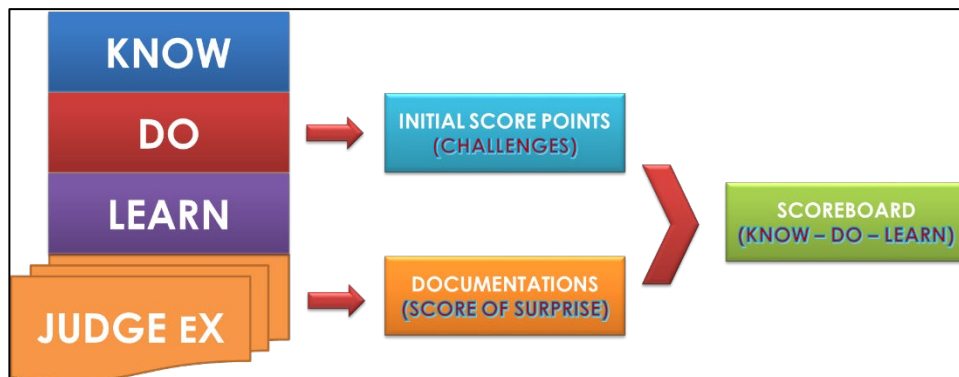 KNOW
DO
LEARN
JUDGE EX
INITIAL SCORE POINTS
(CHALLENGES)
DOCUMENTATIONS
(SCORE OF SURPRISE)
SCOREBOARD
(KNOW – DO – LEARN)